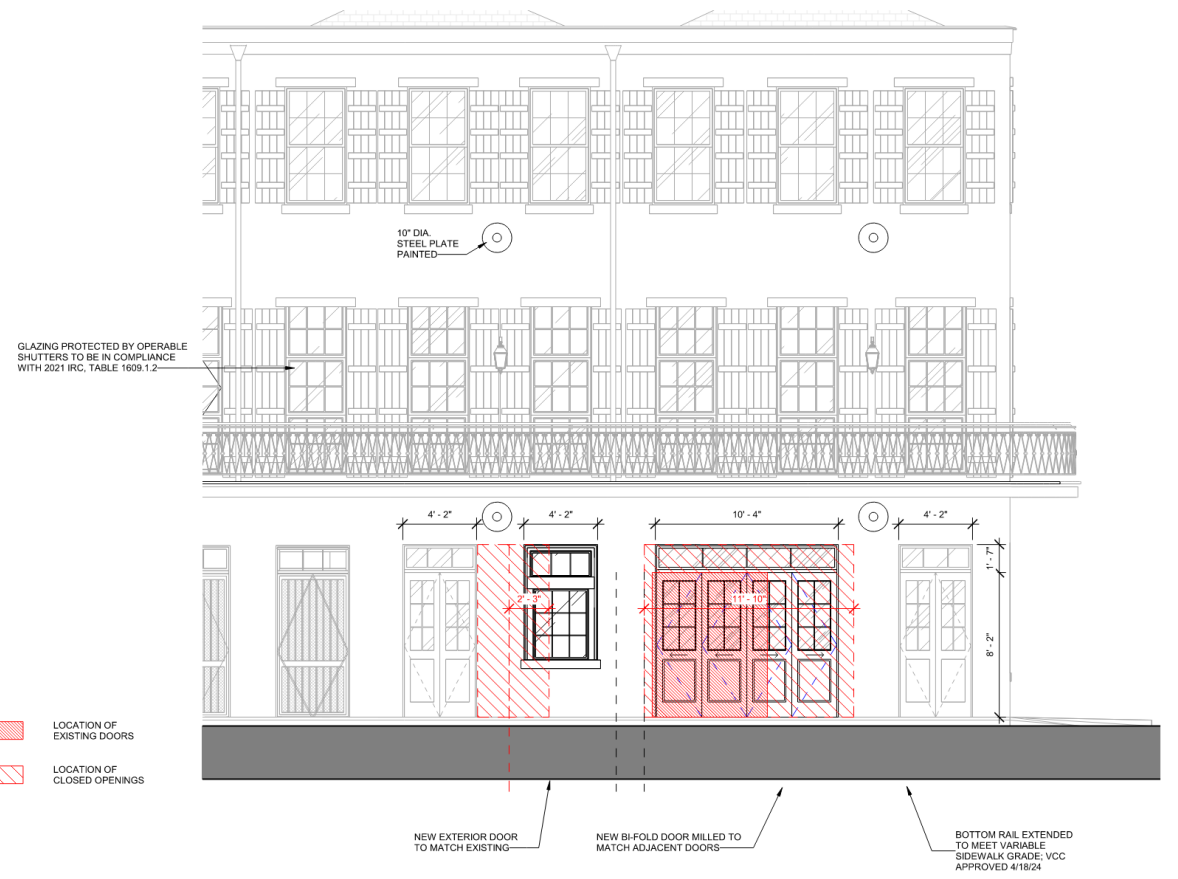 10" DIA.
STEEL PLATE
PAINTED
GLAZING PROTECTED BY OPERABLE
SHUTTERS TO BE IN COMPLIANCE
WITH 2021 IRC, TABLE 1609.1.2
4' - 2"
4' - 2"
10' - 4"
4' - 2"
1' - 7"
2' - 3"
11' - 10"
8' - 2"
LOCATION OF
EXISTING DOORS
LOCATION OF
CLOSED OPENINGS
NEW EXTERIOR DOOR
TO MATCH EXISTING
NEW BI-FOLD DOOR MILLED TO
MATCH ADJACENT DOORS
BOTTOM RAIL EXTENDED
TO MEET VARIABLE
SIDEWALK GRADE; VCC
APPROVED 4/18/24